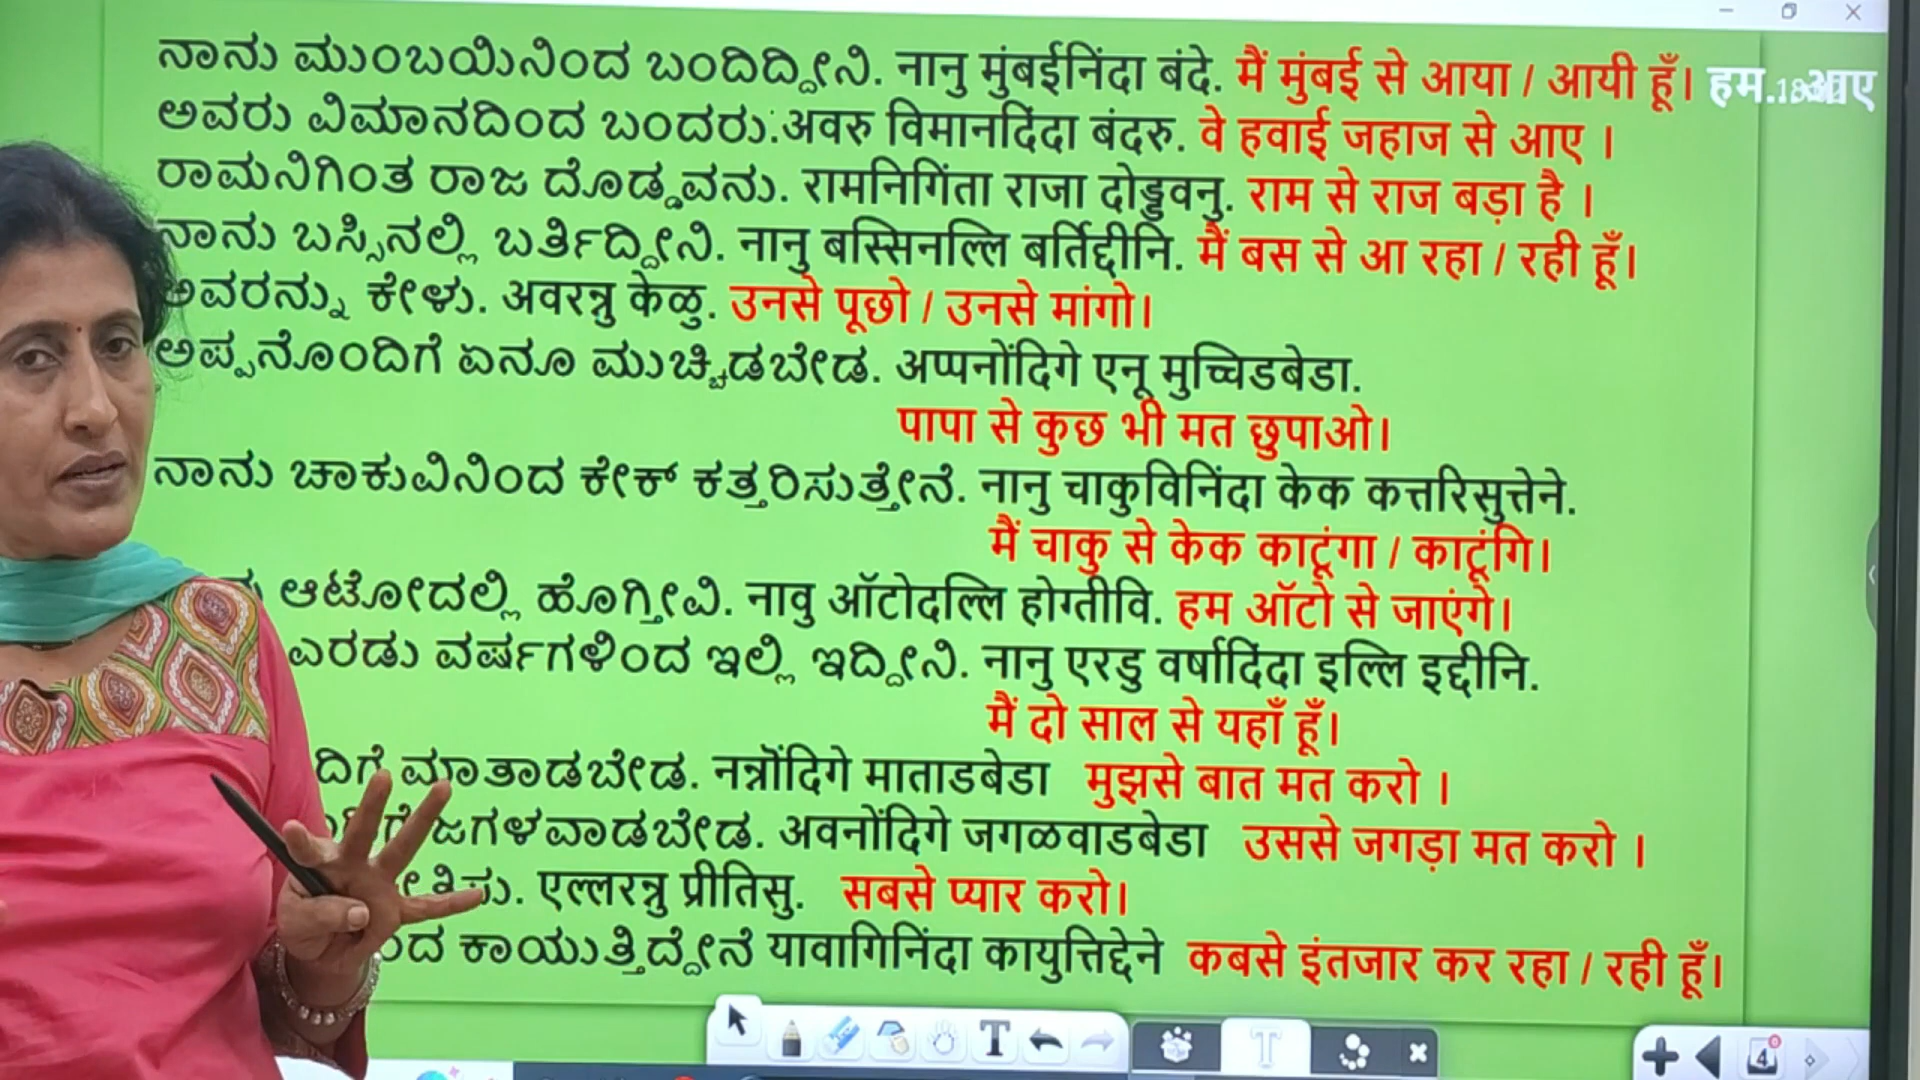 ನಾನು ಮುಂಬಯಿನಿಂದ ಬಂದಿದ್ದೀನಿ. नानु मुंबईनिंदा बंदे. मैं मुंबई से आया / आयी हूँ। हम.. आए
ಅವರು ವಿಮಾನದಿಂದ ಬಂದರು. अवरु विमानदिंदा बंदरु. वे हवाई जहाज से आए ।
ರಾಮನಿಗಿಂತ ರಾಜ ದೊಡ್ಡವನು. रामनिगिंता राजा दोड्डवनु. राम से राज बड़ा है ।
ನಾನು ಬಸ್ಸಿನಲ್ಲಿ ಬರ್ತಿದ್ದೀನಿ. नानु बस्सिनल्लि बर्तिद्दीनि. मैं बस से आ रहा / रही हूँ।
ಅವರನ್ನು ಕೇಳು. अवरन्नु केळु. उनसे पूछो / उनसे मांगो।
ಅಪ್ಪನೊಂದಿಗೆ ಏನೂ ಮುಚ್ಚಿಡಬೇಡ. अप्पनोंदिगे एनू मुच्चिडबेडा.
पापा से कुछ भी मत छुपाओ।
ನಾನು ಚಾಕುವಿನಿಂದ ಕೇಕ್ ಕತ್ತರಿಸುತ್ತೇನೆ. नानु चाकुविनिंदा केक कत्तरिसुत्तेने.
मैं चाकु से केक काटूंगा / काटूंगि।
ಆಟೋದಲ್ಲಿ ಹೊಗ್ತೀವಿ. नावु ऑटोदल्लि होग्तीवि. हम ऑटो से जाएंगे।
ಎರಡು ವರ್ಷಗಳಿಂದ ಇಲ್ಲಿ ಇದ್ದೀನಿ. नानु एरडु वर्षादिंदा इल्लि इद्दीनि.
मैं दो साल से यहाँ हूँ।
ದಿಗೆ ಮಾತಾಡಬೇಡ. नन्नोंदिगे माताडबेडा मुझसे बात मत करो ।
ಜಗಳವಾಡಬೇಡ. अवनोंदिगे जगळवाडबेडा उससे जगड़ा मत करो ।
एल्लरन्नु प्रीतिसु. सबसे प्यार करो।
ಕಾಯುತ್ತಿದ್ದೇನೆ यावागिनिंदा कायुत्तिद्देने कबसे इंतजार कर रहा / रही हूँ।